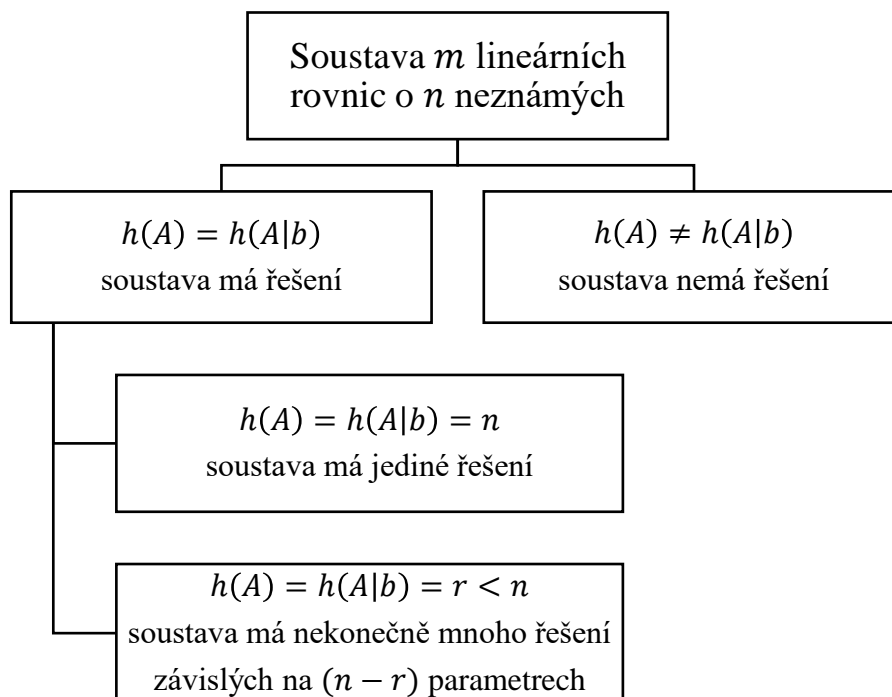 Soustava m lineárních
rovnic o n neznámých
h(A) = h(A|b)
soustava má řešení
h(A) ≠ h(A|b)
soustava nemá řešení
h(A) = h(A|b) = n
soustava má jediné řešení
h(A) = h(A|b) = r < n
soustava má nekonečně mnoho řešení
závislých na (n − r) parametrech